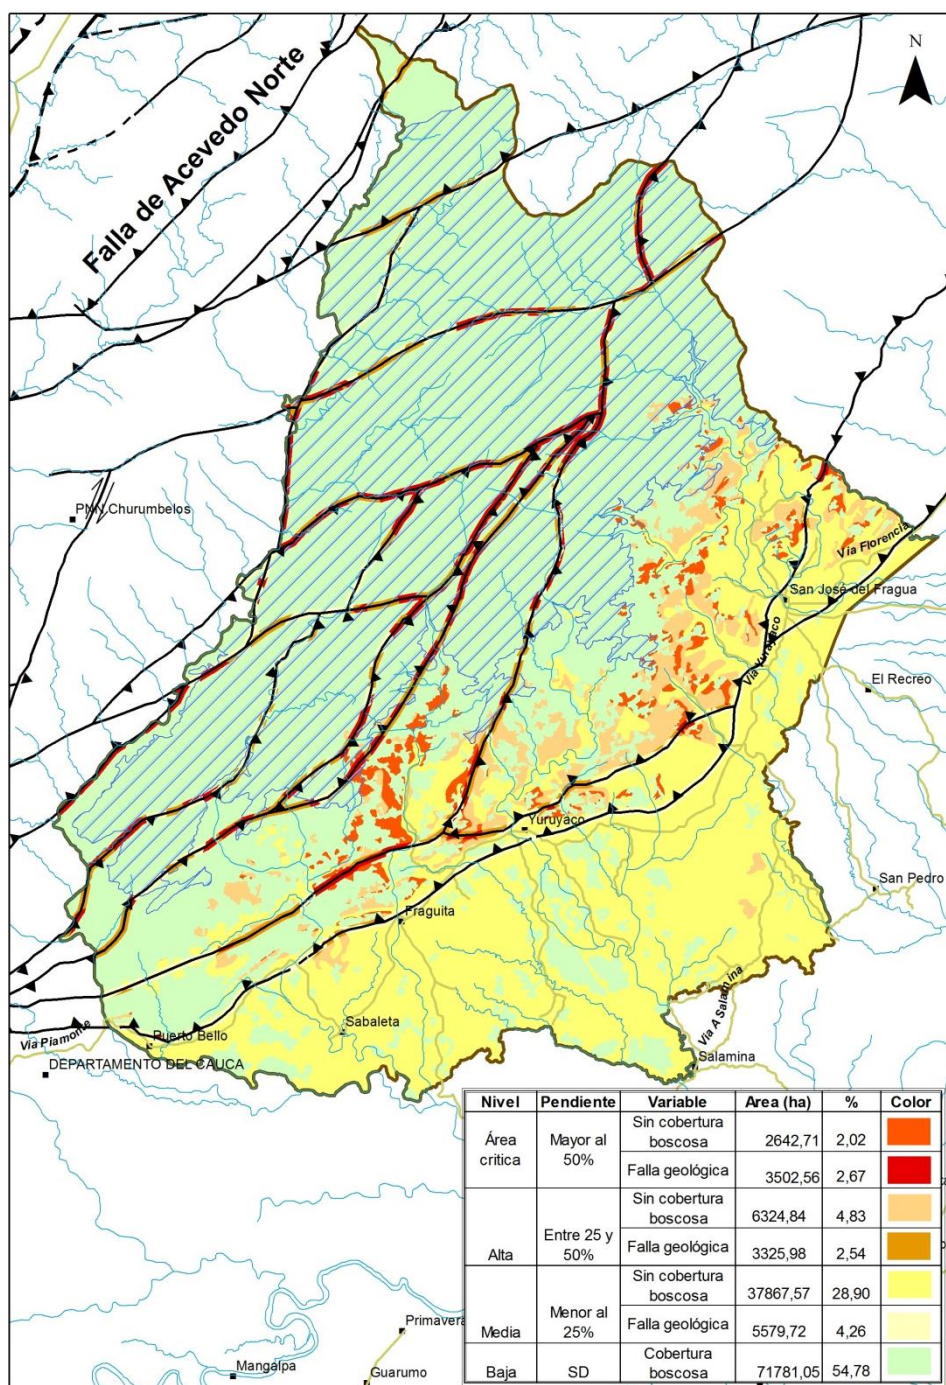 N
Falla de Acevedo Norte
PNN Churumbelos
Via Florencia
San José del Fragua
Via Yurayaco
El Recreo
Yuruyaco
San Pedro
Fraguita
Via A Salamina
Sabaleta
Via Piamonte
Puerto Bello
Salamina
DEPARTAMENTO DEL CAUCA
Nivel Pendiente Variable Area (ha) % Color
Área critica Mayor al 50% Sin cobertura boscosa 2642,71 2,02
Falla geológica 3502,56 2,67
Alta Entre 25 y 50% Sin cobertura boscosa 6324,84 4,83
Falla geológica 3325,98 2,54
Media Menor al 25% Sin cobertura boscosa 37867,57 28,90
Falla geológica 5579,72 4,26
Baja SD Cobertura boscosa 71781,05 54,78
Primavera
Mangalpa
Guarumo